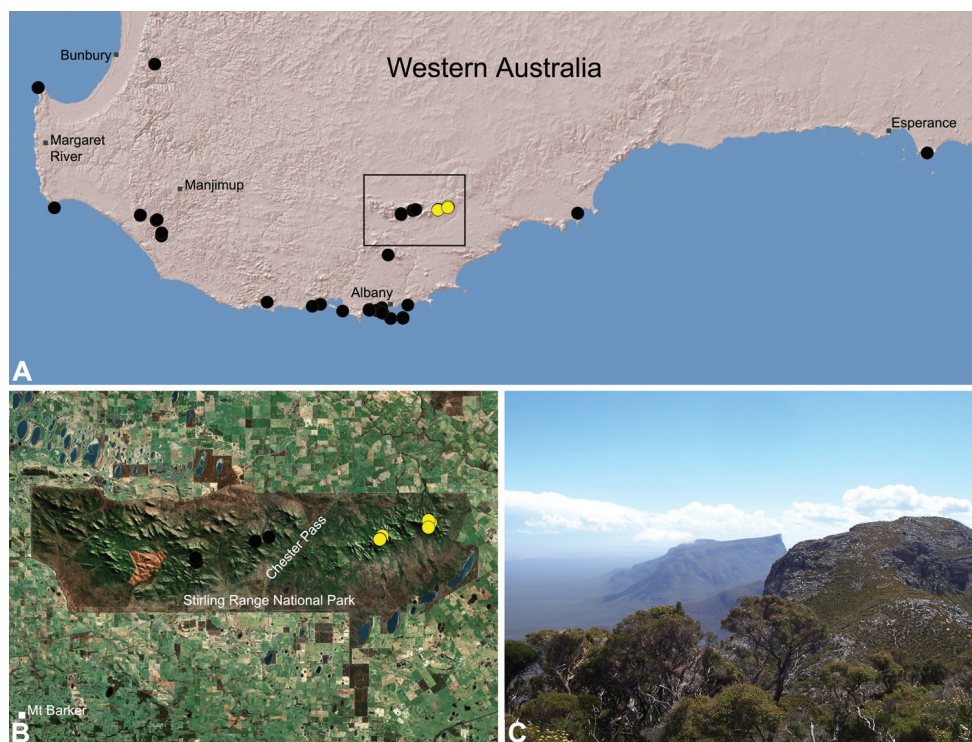 Bunbury
Western Australia
Esperance
Margaret
River
Manjimup
Albany
A
Chester Pass
Stirling Range National Park
Mt Barker
B
C